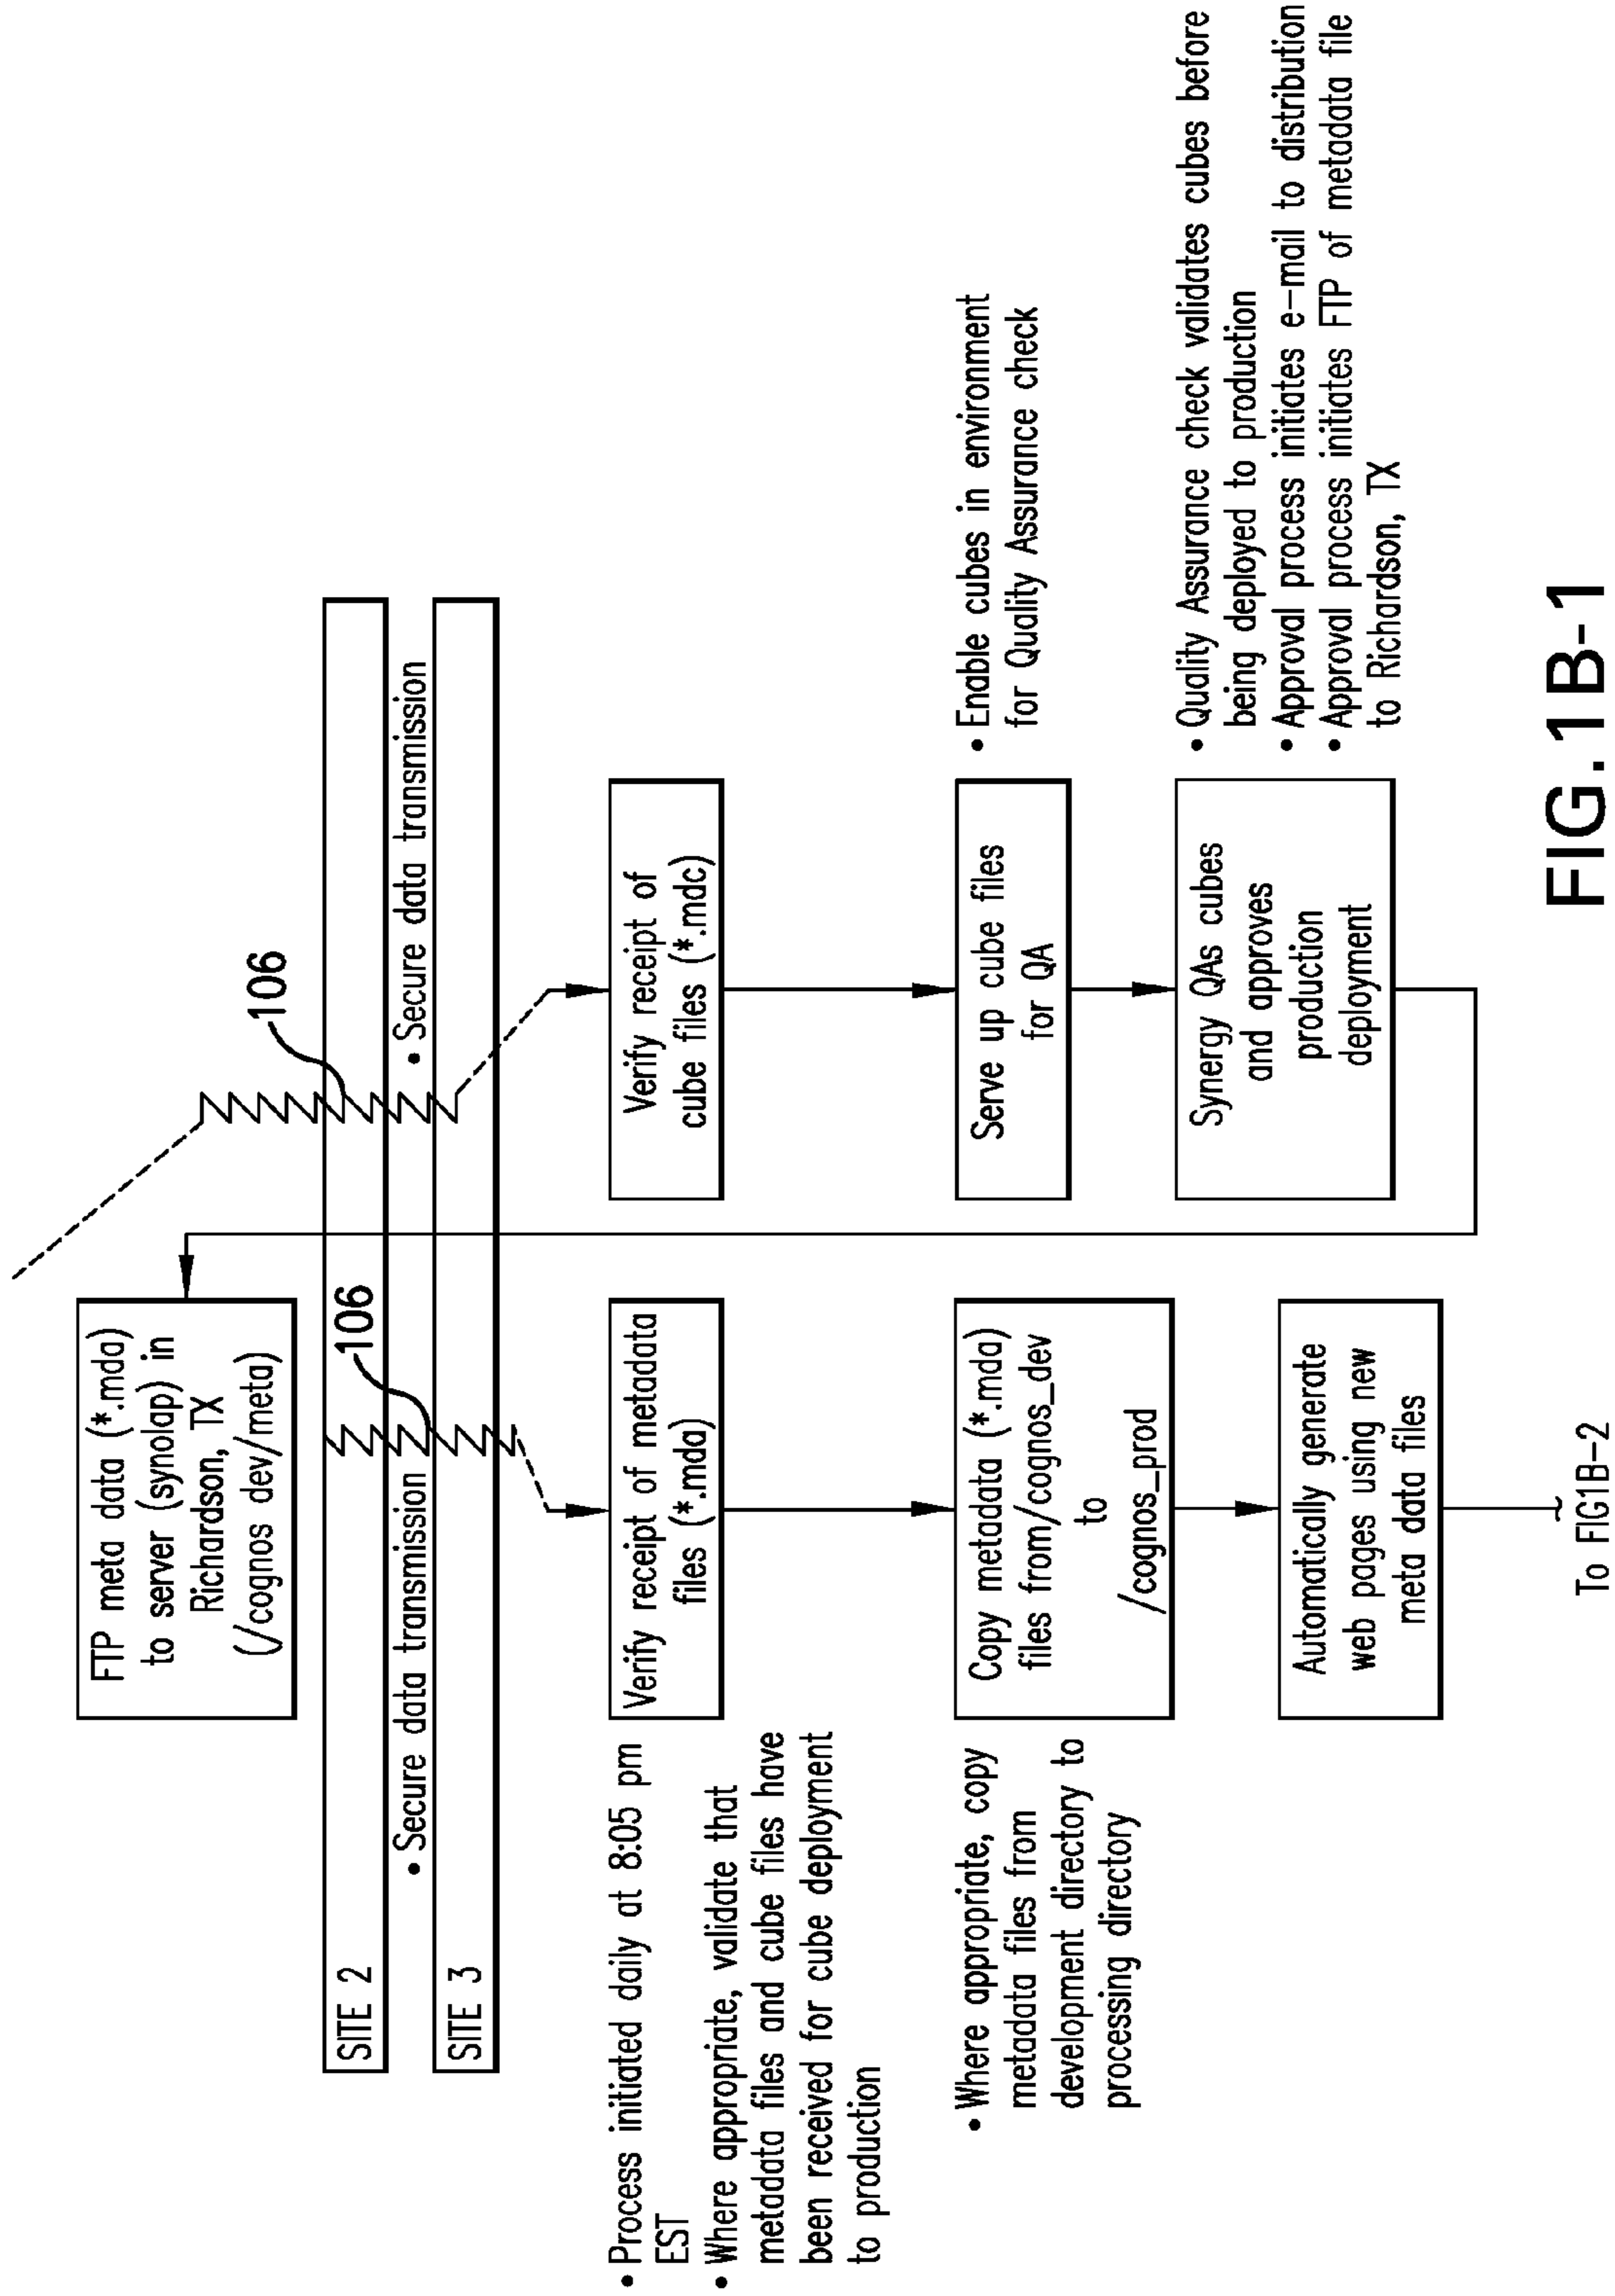 FTP meta data (*.mda)
to server (synolap) in
Richardson, TX
(/cognos dev/meta)
106
106
SITE 2
• Secure data transmission
• Secure data transmission
SITE 3
• Process initiated daily at 8:05 pm
EST
• Where appropriate, validate that
metadata files and cube files have
been received for cube deployment
to production
Verify receipt of metadata
files (*.mda)
Verify receipt of
cube files (*.mdc)
• Where appropriate, copy
metadata files from
development directory to
processing directory
Copy metadata (*.mda)
files from/cognos_dev
to
/cognos_prod
Serve up cube files
for QA
• Enable cubes in environment
for Quality Assurance check
Automatically generate
web pages using new
meta data files
Synergy QAs cubes
and approves
production
deployment
• Quality Assurance check validates cubes before
being deployed to production
• Approval process initiates e-mail to distribution
• Approval process initiates FTP of metadata file
to Richardson, TX
To FIG1B-2
FIG.1B-1